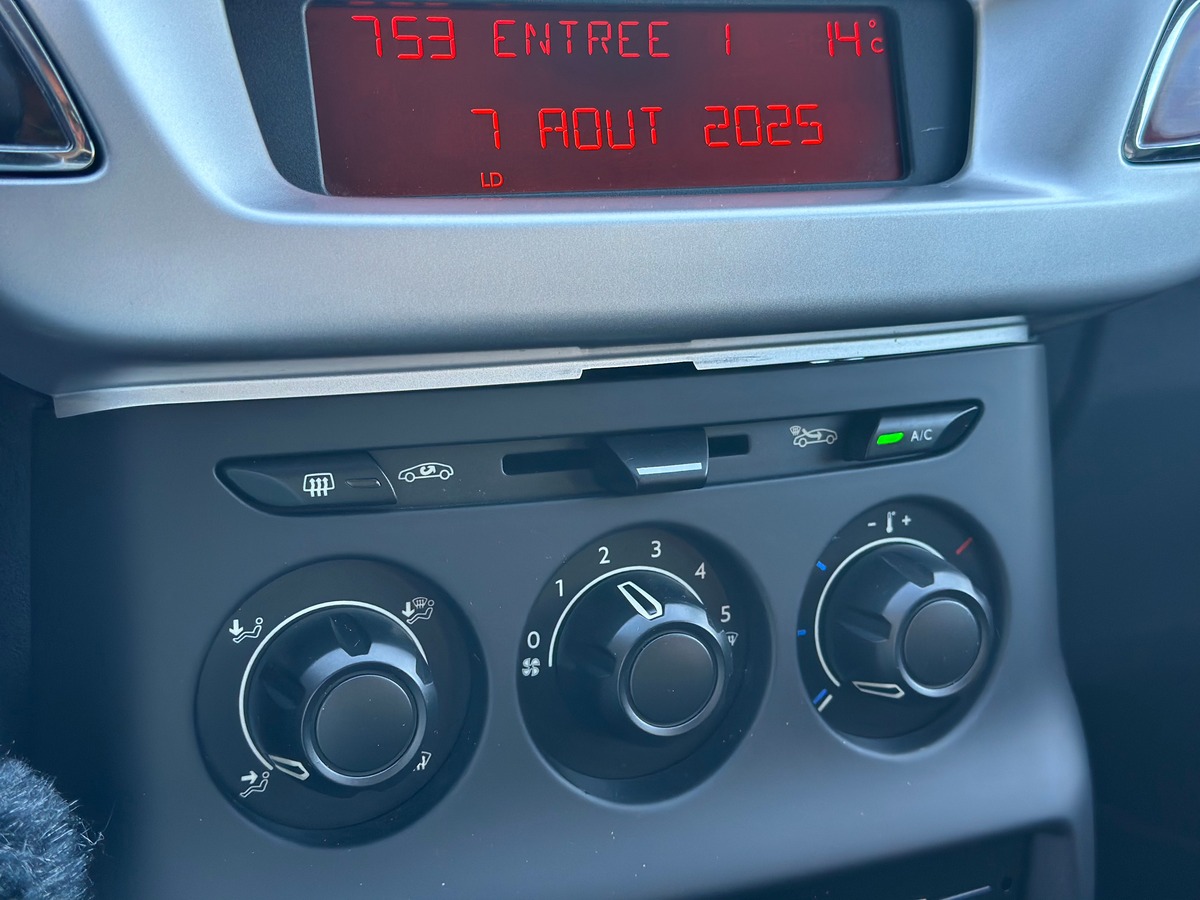 753 ENTREE 1 14°C
7 AOUT 2025
LD
A/C
- +
0 1 2 3 4 5